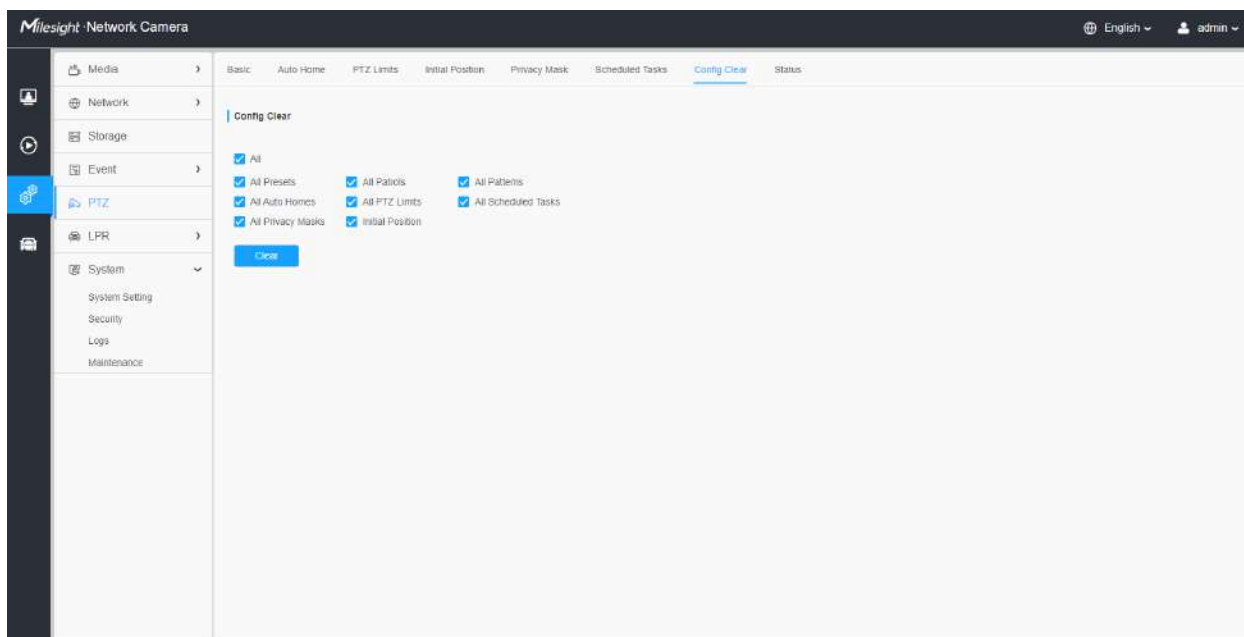 Milesight Network Camera
English
admin
Media
Network
Storage
Event
PTZ
LPR
System
System Setting
Security
Logs
Maintenance
Basic Auto Home PTZ Limits Initial Position Privacy Mask Scheduled Tasks Config Clear Status
Config Clear
All
All Presets All Patrols All Patterns
All Auto Homes All PTZ Limits All Scheduled Tasks
All Privacy Masks Initial Position
Clear